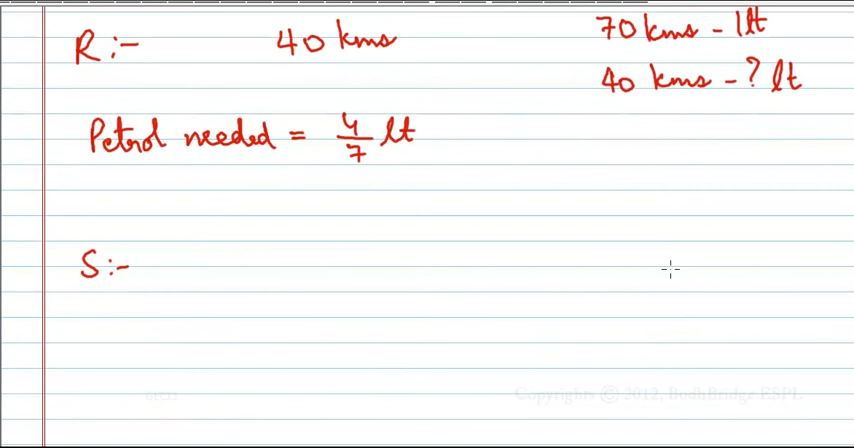 R :- 40 kms 70 kms - 1lt
40 kms - ? lt
Petrol needed = 4/7 lt
S :-
Copyrights © 2012, BodhBridge ESPL